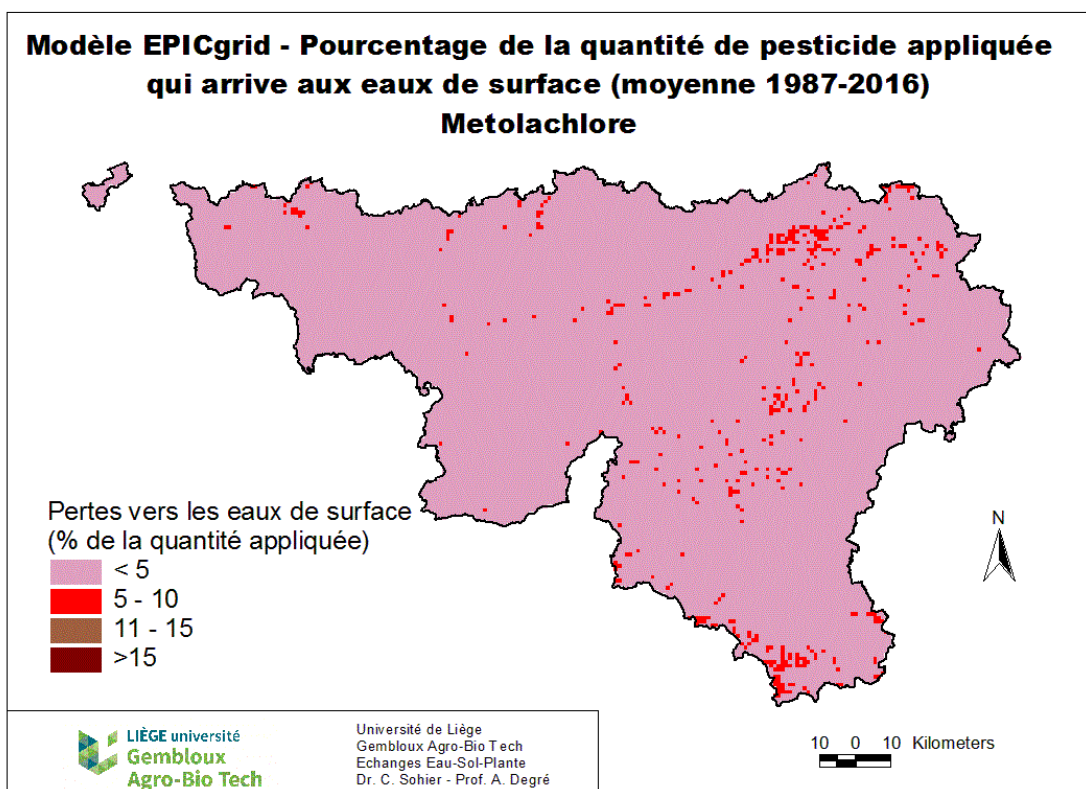 Modèle EPICgrid - Pourcentage de la quantité de pesticide appliquée
qui arrive aux eaux de surface (moyenne 1987-2016)
Metolachlore
Pertes vers les eaux de surface
(% de la quantité appliquée)
< 5
5 - 10
11 - 15
>15
N
10 0 10 Kilometers
LIÈGE université
Gembloux
Agro-Bio Tech
Université de Liège
Gembloux Agro-Bio Tech
Echanges Eau-Sol-Plante
Dr. C. Sohier - Prof. A. Degré